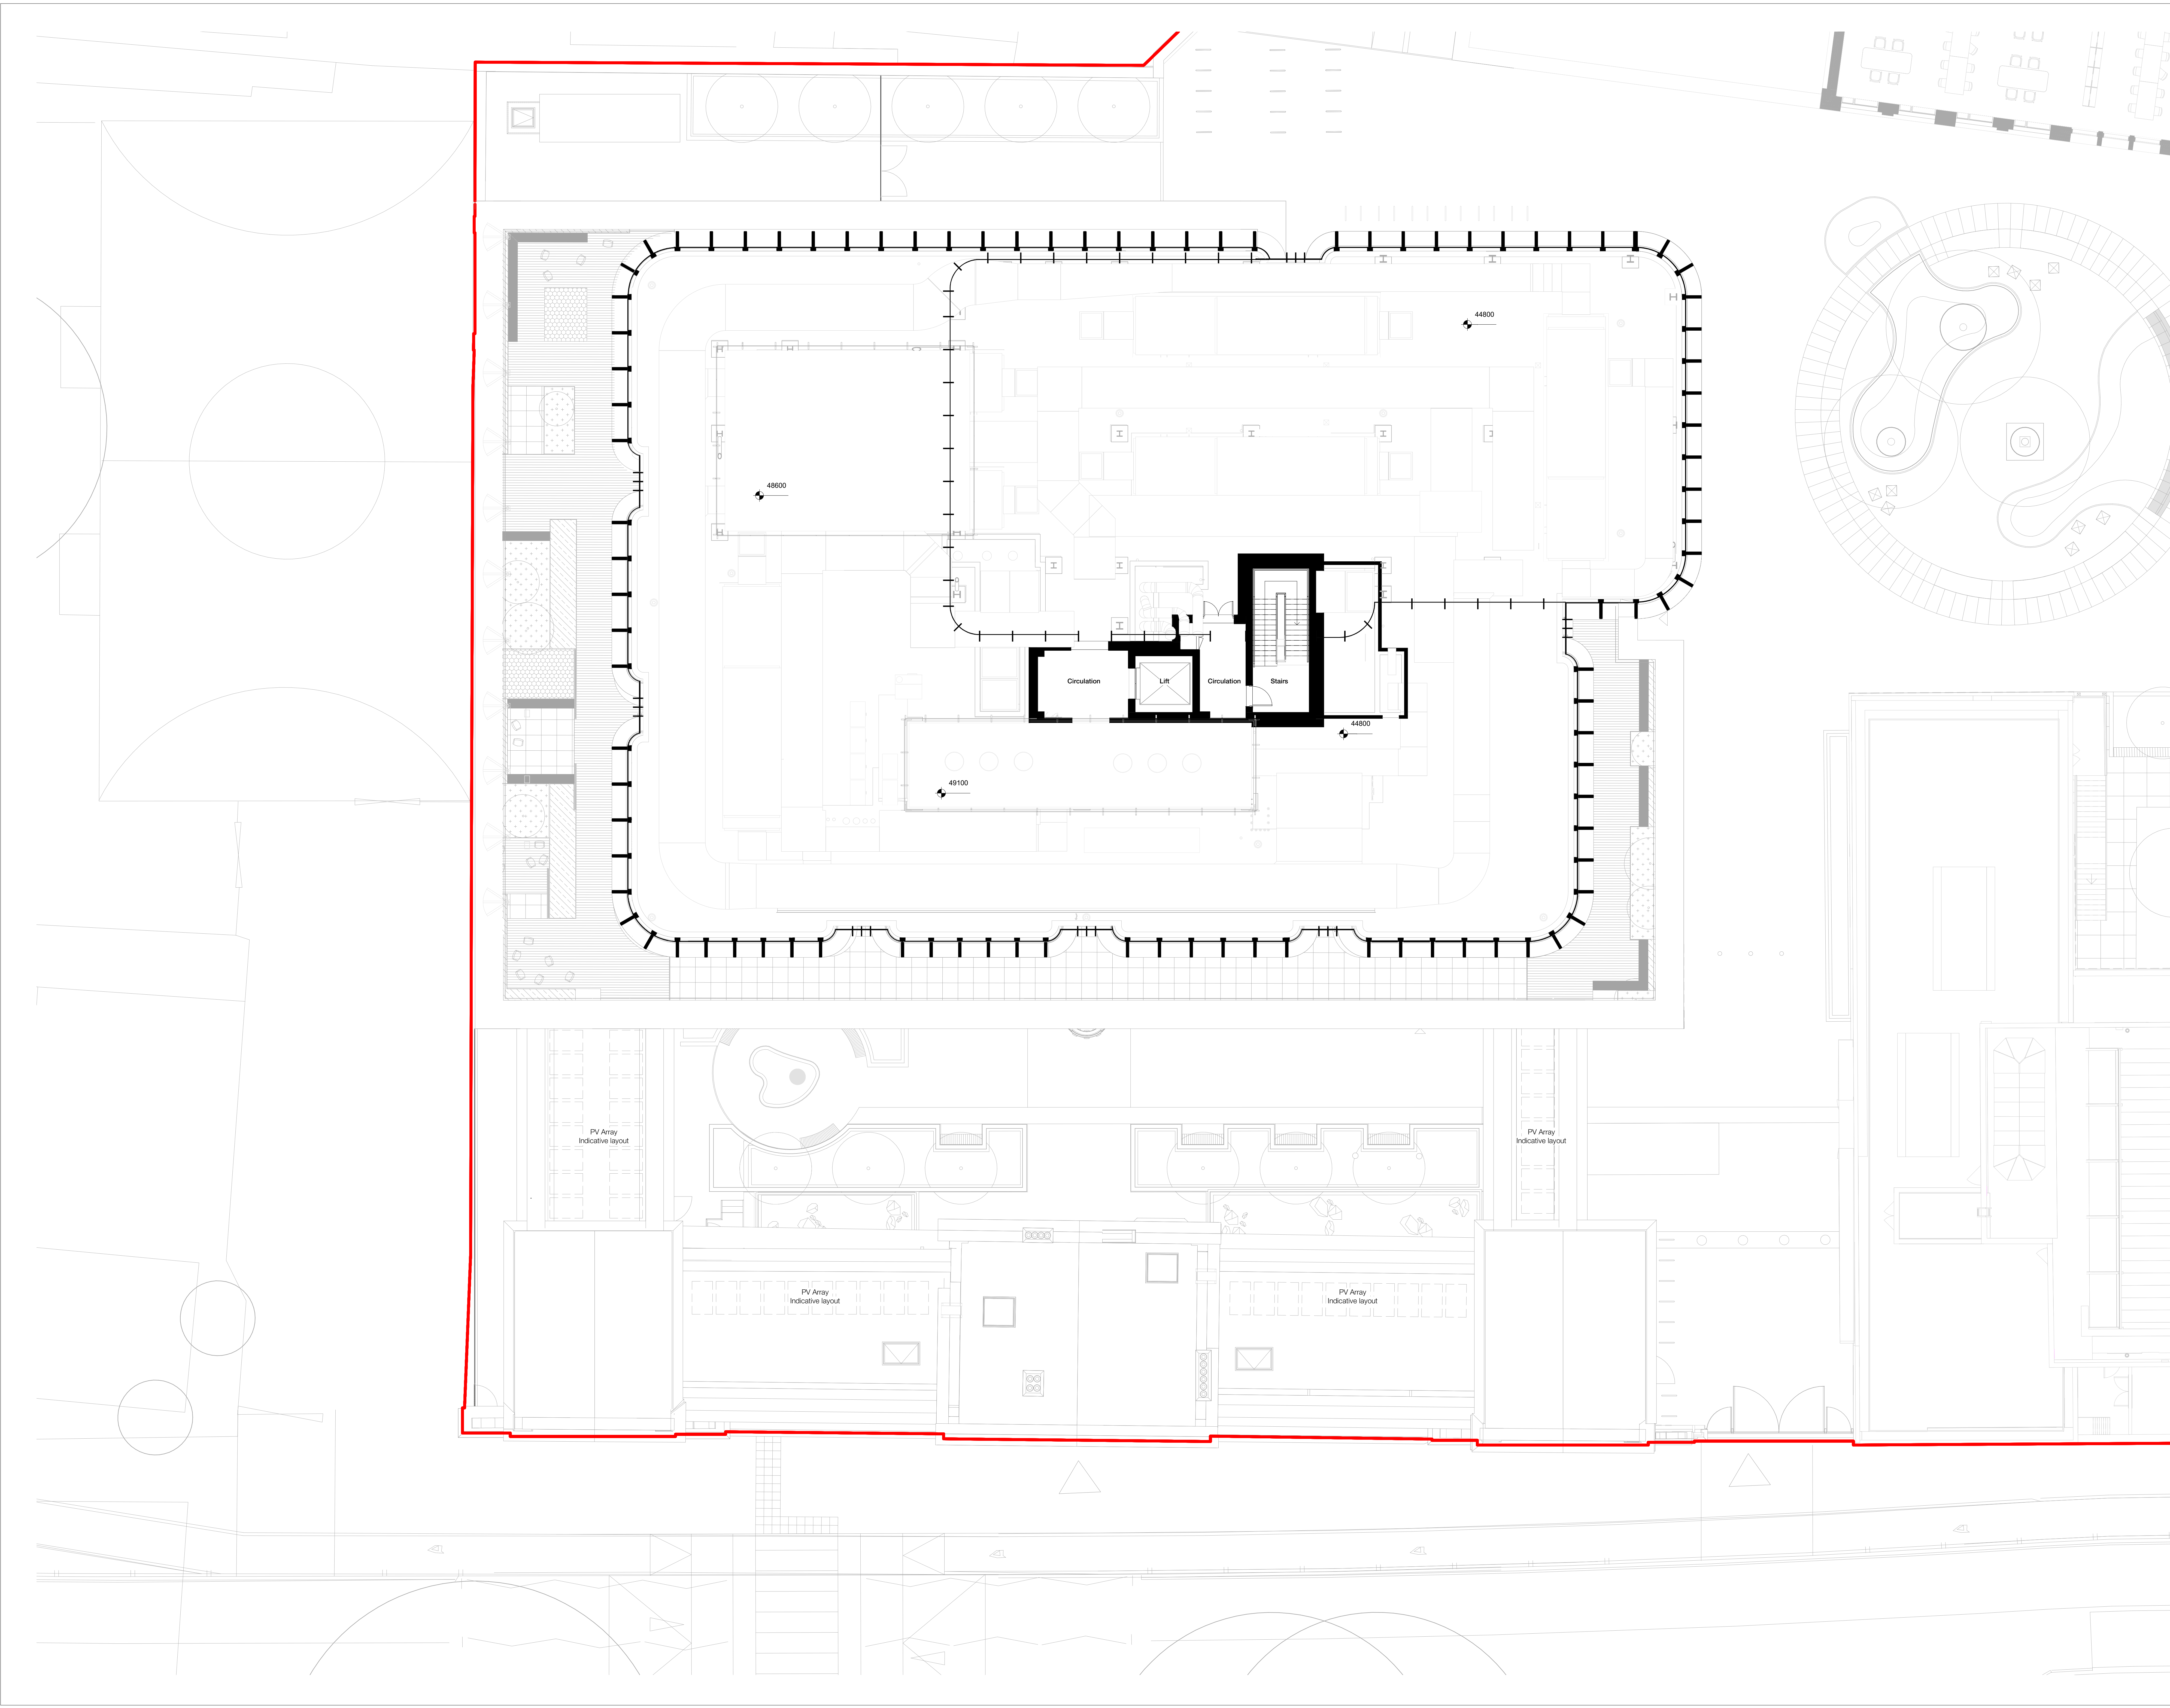 44800
48600
Circulation
Lift
Circulation
Stairs
44800
49100
PV Array
Indicative layout
PV Array
Indicative layout
PV Array
Indicative layout
PV Array
Indicative layout